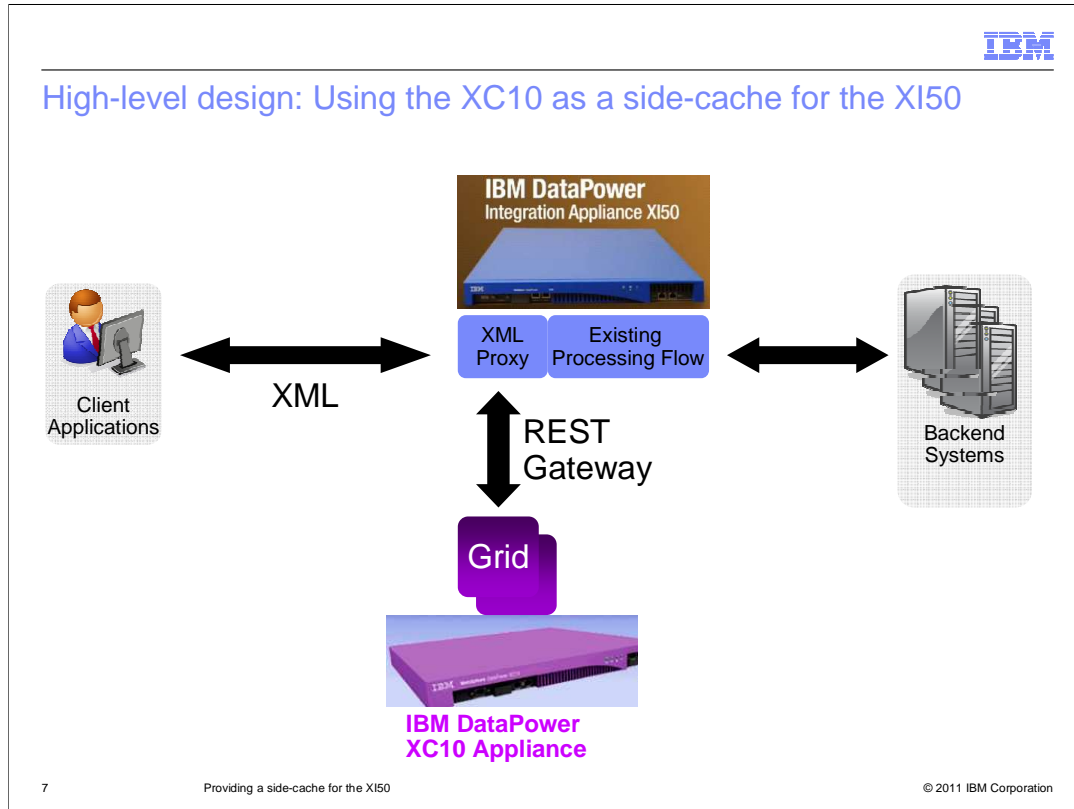 IBM
High-level design: Using the XC10 as a side-cache for the XI50
IBM DataPower
Integration Appliance XI50
IBM
XML
Proxy
Existing
Processing Flow
Client
Applications
XML
REST
Gateway
Backend
Systems
Grid
IBM
IBM DataPower
XC10 Appliance
7
Providing a side-cache for the XI50
© 2011 IBM Corporation